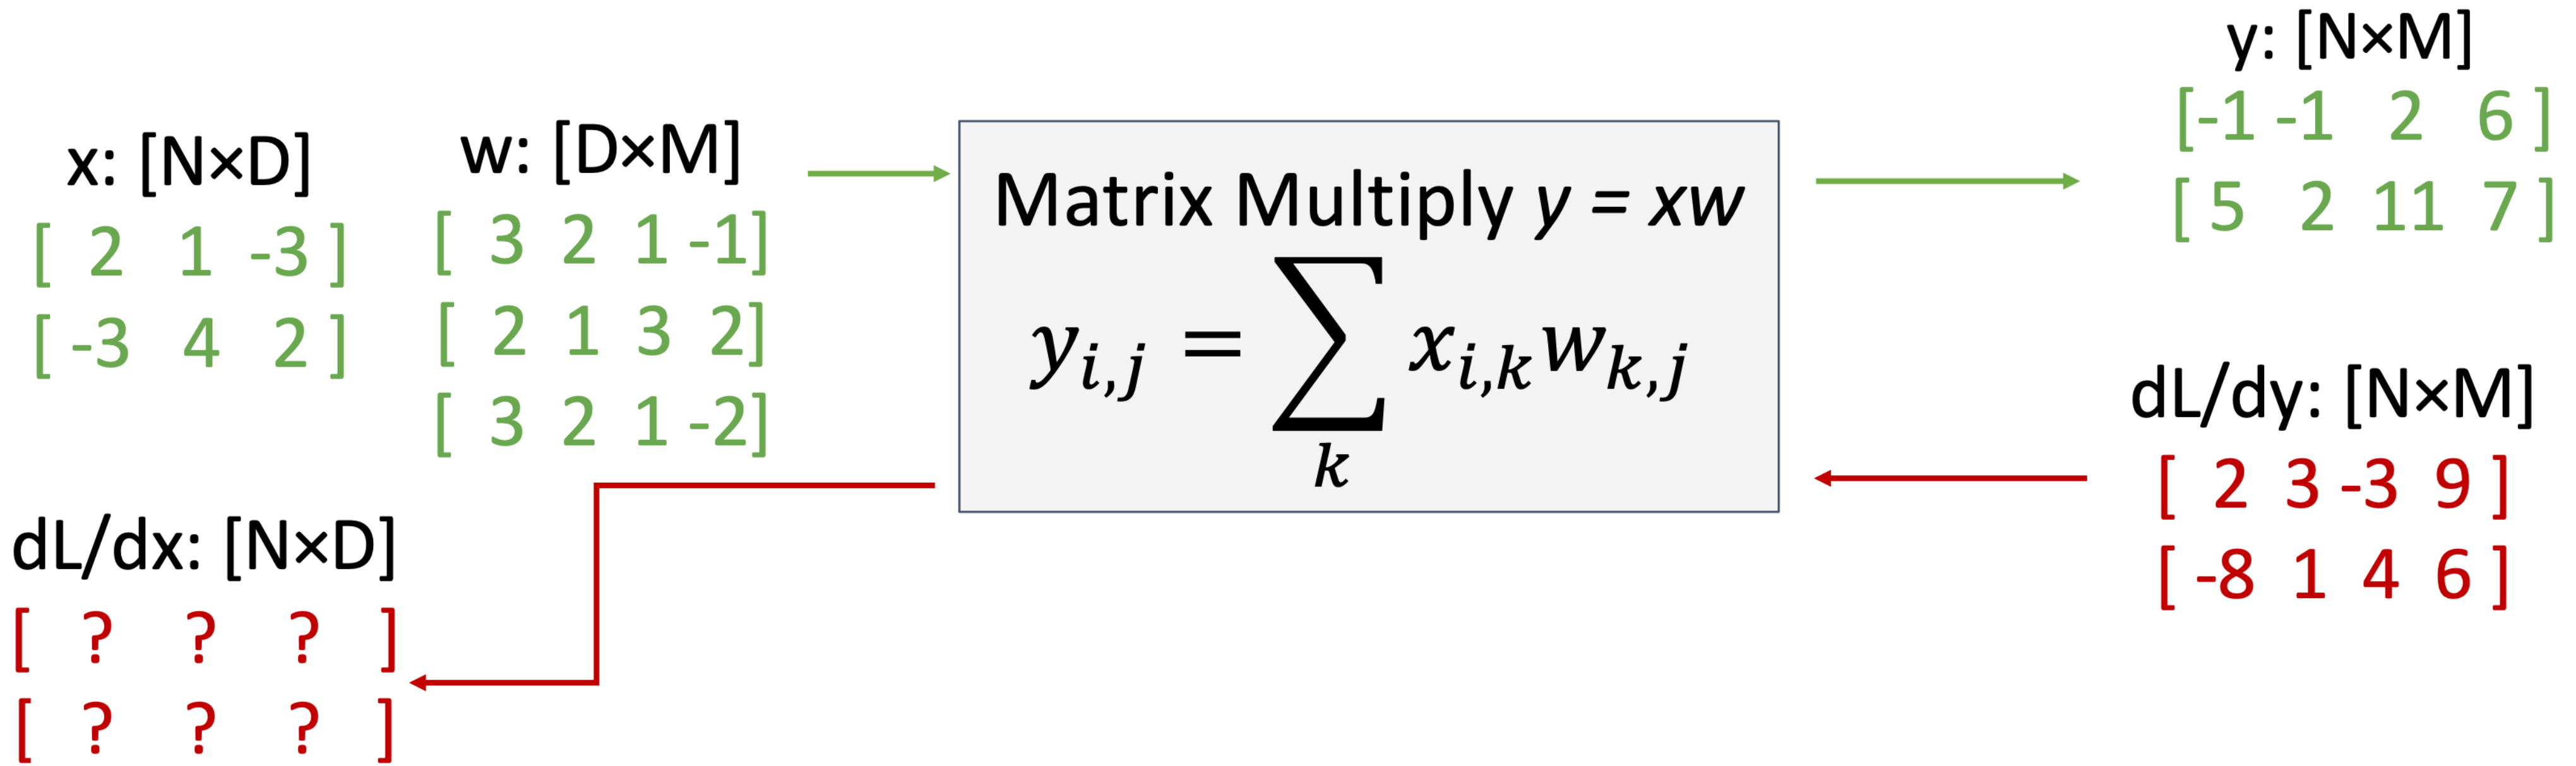 x: [N×D]
[ 2 1 -3 ]
[ -3 4 2 ]
w: [D×M]
[ 3 2 1 -1]
[ 2 1 3 2]
[ 3 2 1 -2]
Matrix Multiply y = xw
y_{i,j} = ∑_k x_{i,k}w_{k,j}
y: [N×M]
[-1 -1 2 6 ]
[ 5 2 11 7 ]
dL/dy: [N×M]
[ 2 3 -3 9 ]
[ -8 1 4 6 ]
dL/dx: [N×D]
[ ? ? ? ]
[ ? ? ? ]